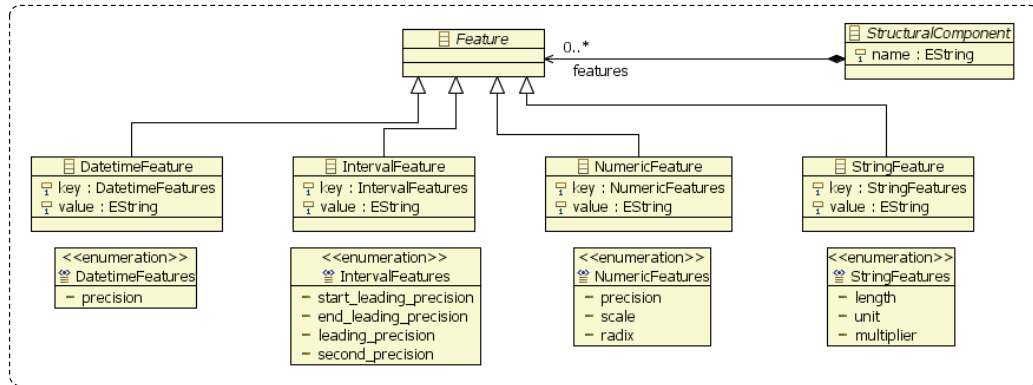 Feature
StructuralComponent
name : EString
0..*
features
DatetimeFeature
key : DatetimeFeatures
value : EString
IntervalFeature
key : IntervalFeatures
value : EString
NumericFeature
key : NumericFeatures
value : EString
StringFeature
key : StringFeatures
value : EString
<<enumeration>>
DatetimeFeatures
precision
<<enumeration>>
IntervalFeatures
start_leading_precision
end_leading_precision
leading_precision
second_precision
<<enumeration>>
NumericFeatures
precision
scale
radix
<<enumeration>>
StringFeatures
length
unit
multiplier